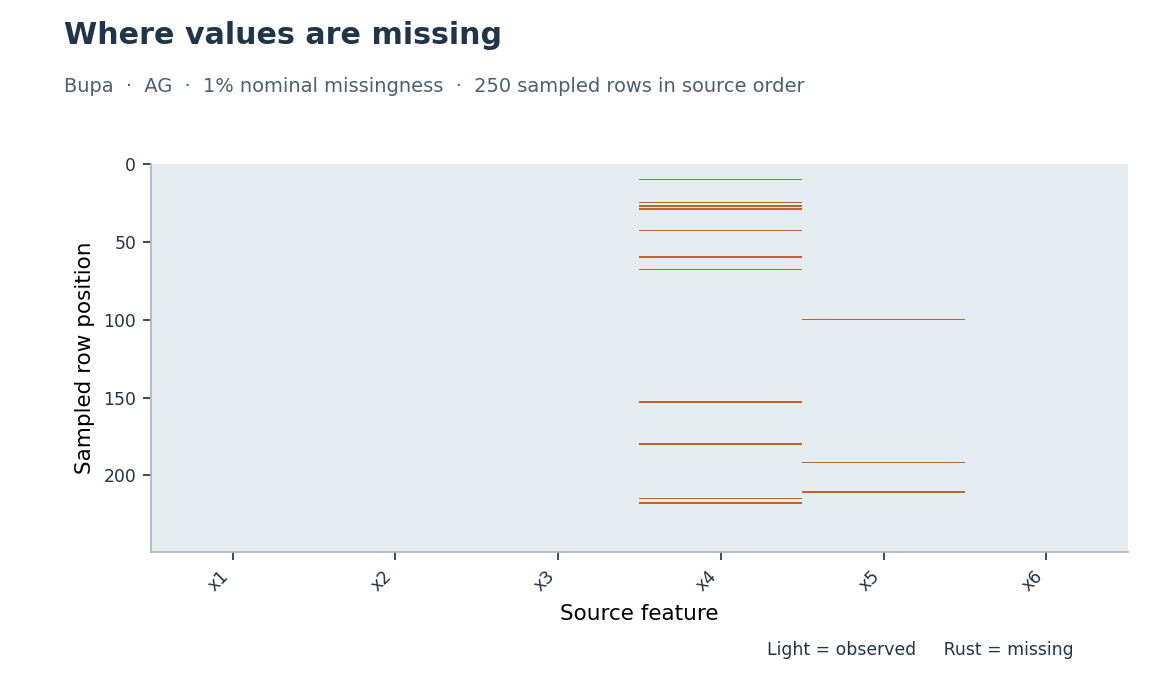 Where values are missing
Bupa · AG · 1% nominal missingness · 250 sampled rows in source order
0
50
100
150
200
Sampled row position
x1 x2 x3 x4 x5 x6
Source feature
Light = observed Rust = missing